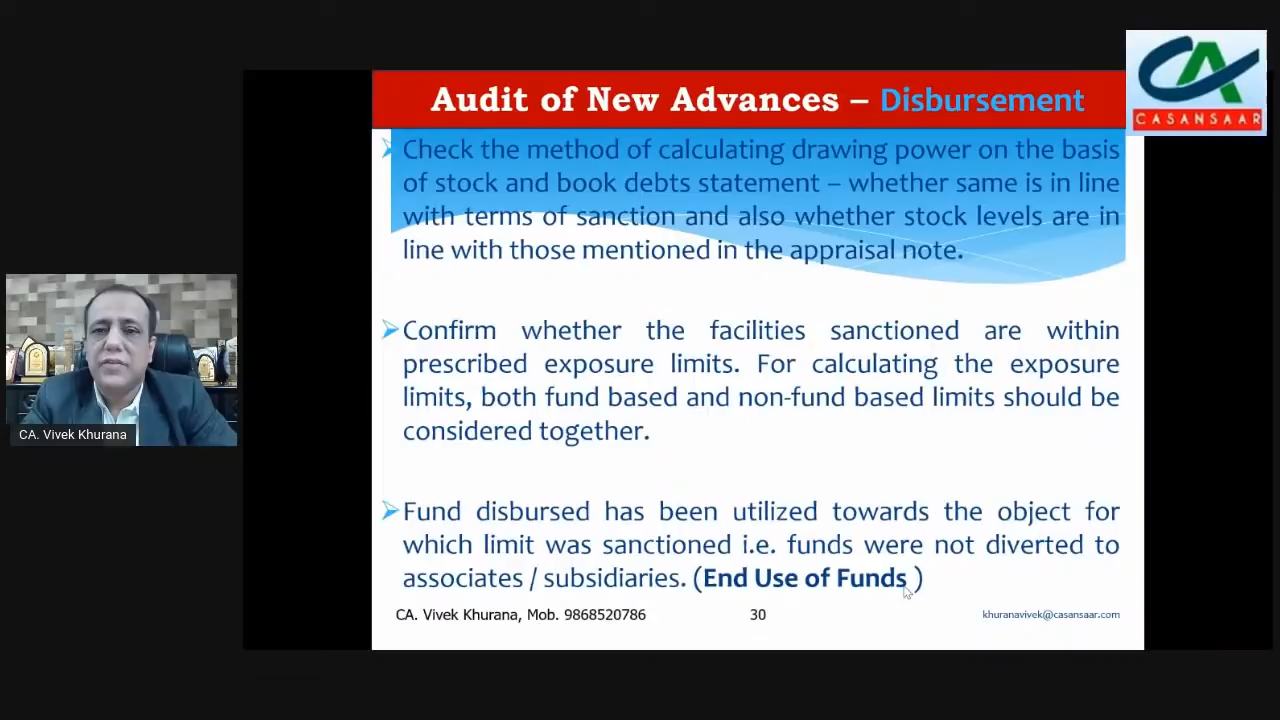 Audit of New Advances – Disbursement
CASANSAAR
Check the method of calculating drawing power on the basis
of stock and book debts statement – whether same is in line
with terms of sanction and also whether stock levels are in
line with those mentioned in the appraisal note.
Confirm whether the facilities sanctioned are within
prescribed exposure limits. For calculating the exposure
limits, both fund based and non-fund based limits should be
considered together.
CA. Vivek Khurana
Fund disbursed has been utilized towards the object for
which limit was sanctioned i.e. funds were not diverted to
associates / subsidiaries. (End Use of Funds )
CA. Vivek Khurana, Mob. 9868520786
30
khuranavivek@casansaar.com